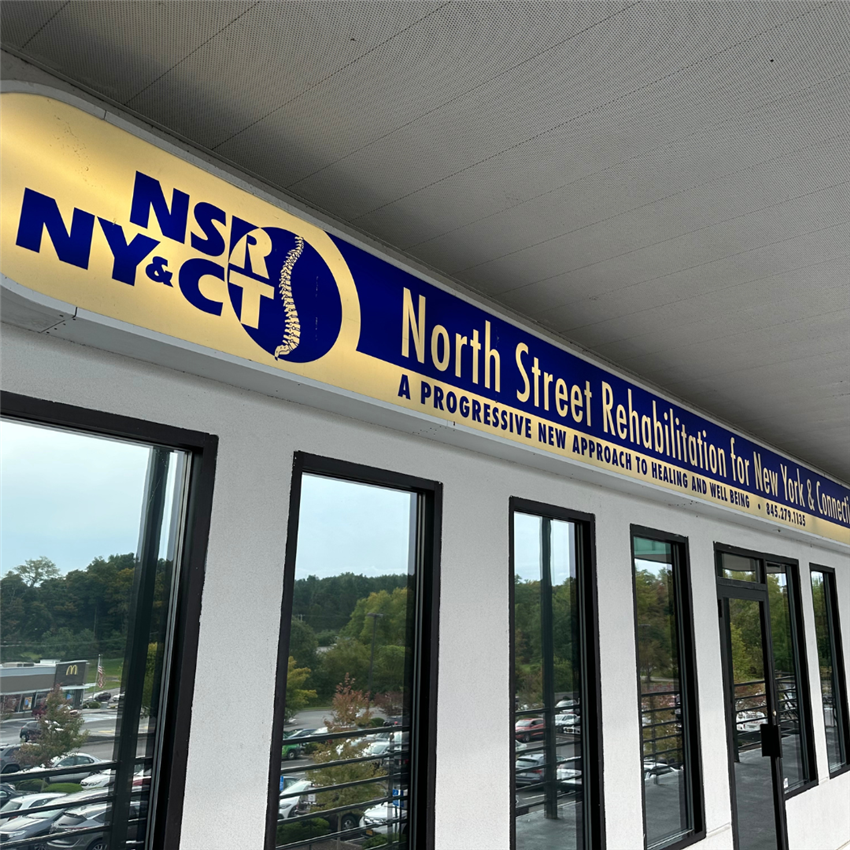 NSR
NY&CT
North Street Rehabilitation for New York &
A PROGRESSIVE NEW APPROACH TO HEALING AND WELL BEING • 845.279.1135